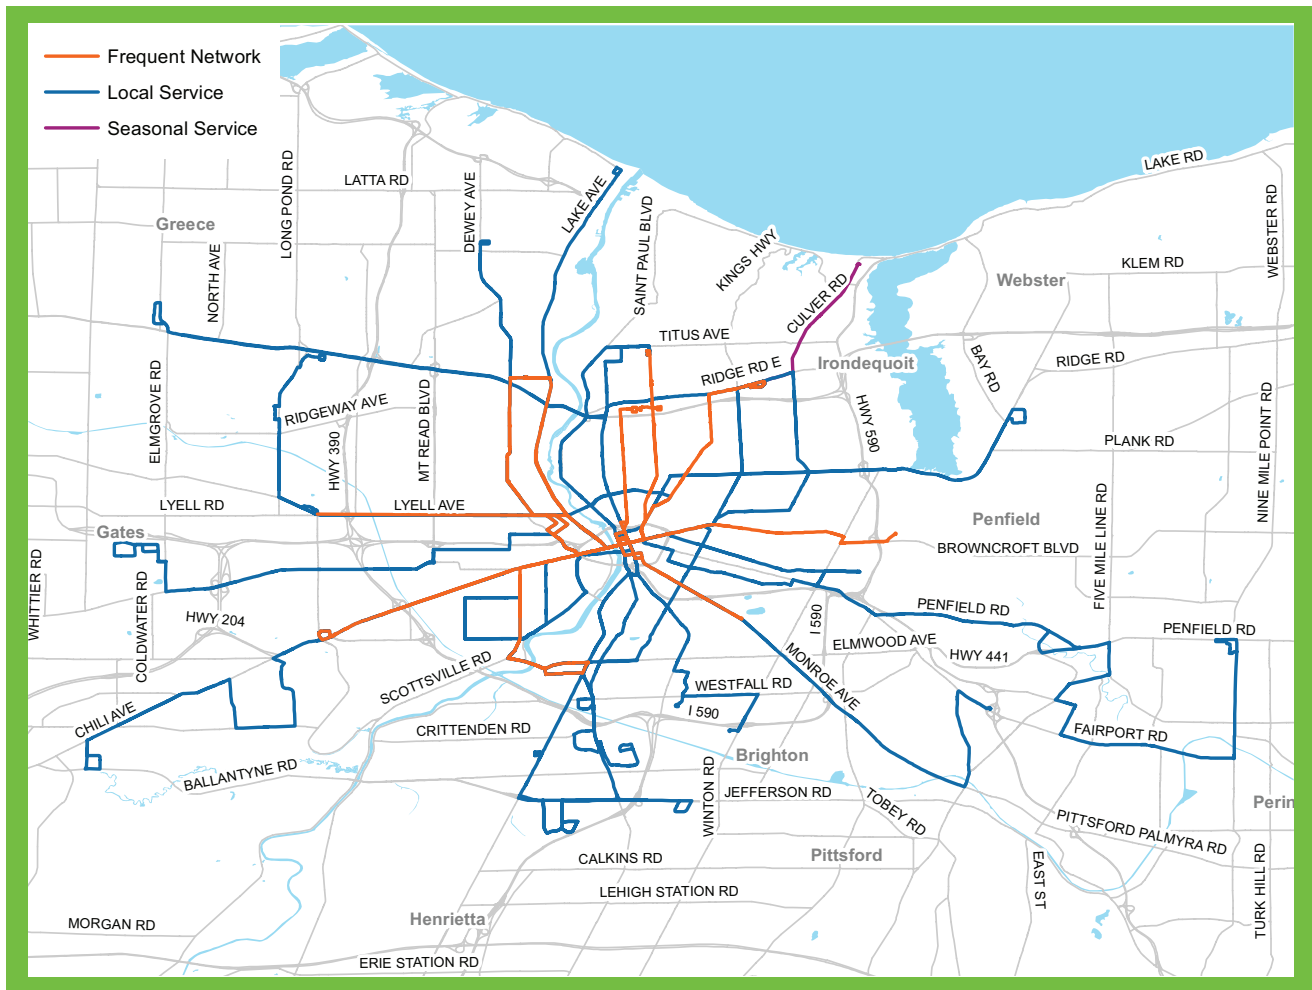 Frequent Network
Local Service
Seasonal Service
LONG POND RD
LATTA RD
DEWEY AVE
LAKE AVE
SAINT PAUL BLVD
KINGS HWY
LAKE RD
WEBSTER RD
Greece
NORTH AVE
KLEM RD
Webster
CULVER RD
TITUS AVE
RIDGE RD E
Irondequoit
BAY RD
RIDGE RD
ELMGROVE RD
RIDGEWAY AVE
MT READ BLVD
HWY 390
HWY 590
PLANK RD
NINE MILE POINT RD
LYELL RD
LYELL AVE
Gates
Penfield
BROWNCROFT BLVD
FIVE MILE LINE RD
WHITTIER RD
COLDWATER RD
HWY 204
I 590
PENFIELD RD
ELMWOOD AVE
HWY 441
PENFIELD RD
SCOTTSVILLE RD
MONROE AVE
WESTFALL RD
I 590
CHILI AVE
CRITTENDEN RD
FAIRPORT RD
Brighton
BALLANTYNE RD
WINTON RD
JEFFERSON RD
TOBEY RD
Perin
PITTSFORD PALMYRA RD
CALKINS RD
Pittsford
EAST ST
TURK HILL RD
LEHIGH STATION RD
Henrietta
MORGAN RD
ERIE STATION RD